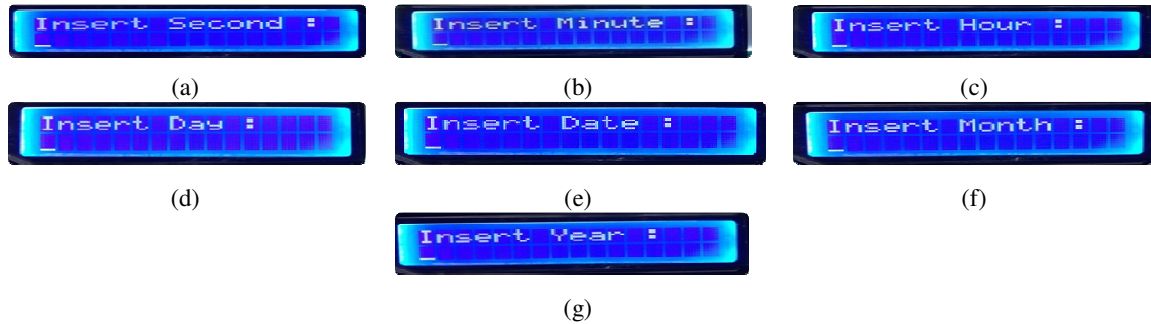 Insert Second :
Insert Minute :
Insert Hour :
(a)
(b)
(c)
Insert Day :
Insert Date :
Insert Month :
(d)
(e)
(f)
Insert Year :
(g)